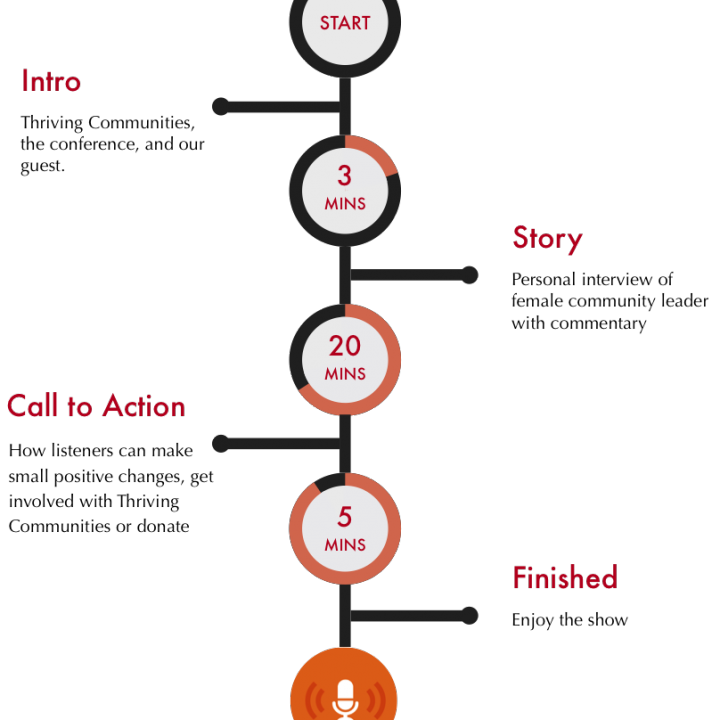 START
Intro
Thriving Communities,
the conference, and our
guest.
3
MINS
Story
Personal interview of
female community leader
with commentary
20
MINS
Call to Action
How listeners can make
small positive changes, get
involved with Thriving
Communities or donate
5
MINS
Finished
Enjoy the show